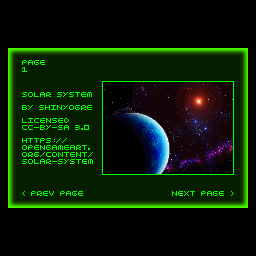 PAGE
1
SOLAR SYSTEM
BY SHINYOGRE
LICENSED
CC-BY-SA 3.0
HTTPS://
OPENGAMEART.
ORG/CONTENT/
SOLAR-SYSTEM
< PREV PAGE
NEXT PAGE >